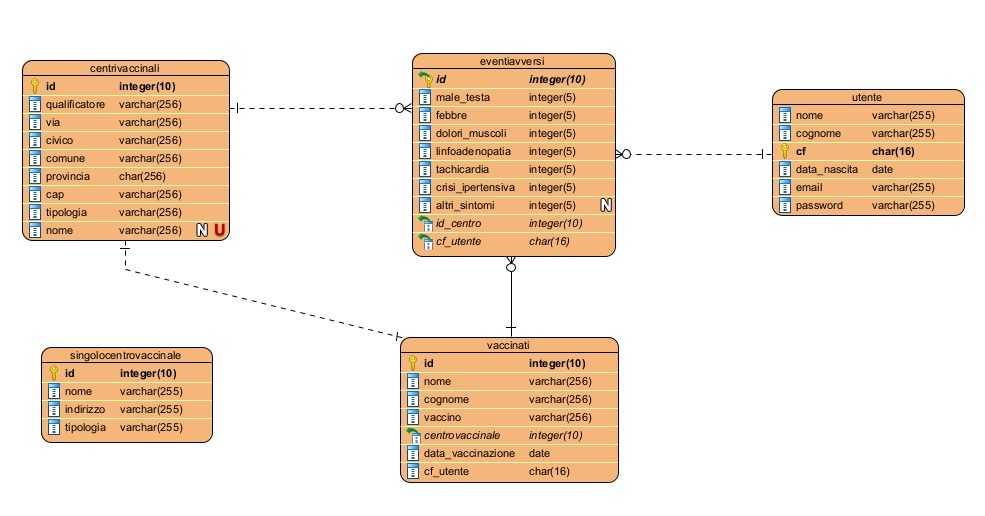 centrivaccinali
id integer(10)
qualificatore varchar(256)
via varchar(256)
civico varchar(256)
comune varchar(256)
provincia char(256)
cap varchar(256)
tipologia varchar(256)
nome varchar(256) N U
eventiavversi
id integer(10)
male_testa integer(5)
febbre integer(5)
dolori_muscoli integer(5)
linfoadenopatia integer(5)
tachicardia integer(5)
crisi_ipertensiva integer(5)
altri_sintomi integer(5) N
id_centro integer(10)
cf_utente char(16)
utente
nome varchar(255)
cognome varchar(255)
cf char(16)
data_nascita date
email varchar(255)
password varchar(255)
singolocentrovaccinale
id integer(10)
nome varchar(255)
indirizzo varchar(255)
tipologia varchar(255)
vaccinati
id integer(10)
nome varchar(256)
cognome varchar(256)
vaccino varchar(256)
centrovaccinale integer(10)
data_vaccinazione date
cf_utente char(16)